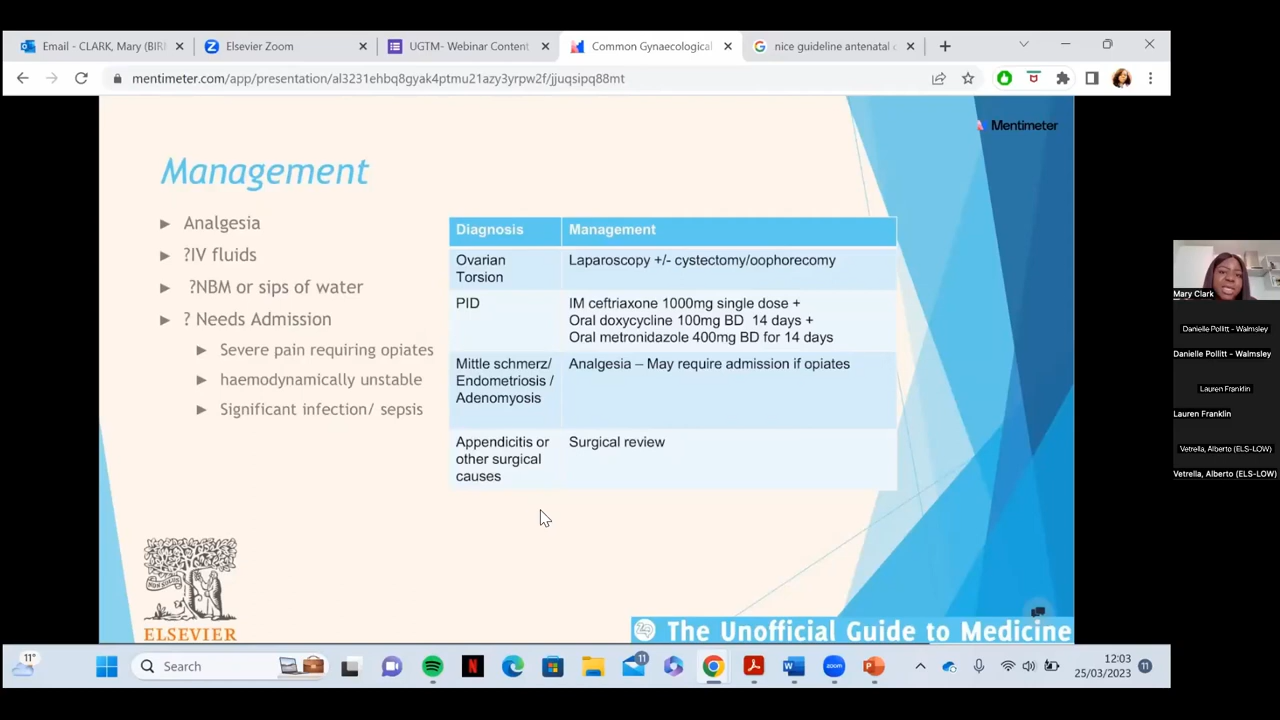 Email - CLARK, Mary (BIRM
Elsevier Zoom
UGTM- Webinar Content
Common Gynaecological
nice guideline antenatal c
mentimeter.com/app/presentation/al3231ehbq8gyak4ptmu21azy3yrpw2f/jjuqsipq88mt
Mentimeter
Management
Analgesia
?IV fluids
?NBM or sips of water
? Needs Admission
Severe pain requiring opiates
haemodynamically unstable
Significant infection/ sepsis
Diagnosis Management
Ovarian Laparoscopy +/- cystectomy/oophorecomy
Torsion
PID IM ceftriaxone 1000mg single dose +
Oral doxycycline 100mg BD 14 days +
Oral metronidazole 400mg BD for 14 days
Mittle schmerz/ Analgesia – May require admission if opiates
Endometriosis /
Adenomyosis
Appendicitis or Surgical review
other surgical
causes
NON SOLUS
ELSEVIER
The Unofficial Guide to Medicine
Mary Clark
Danielle Pollitt - Walmsley
Danielle Pollitt - Walmsley
Lauren Franklin
Lauren Franklin
Vetrella, Alberto (ELS-LOW)
Vetrella, Alberto (ELS-LOW)
11°
Search
11
zoom
12:03
25/03/2023
11